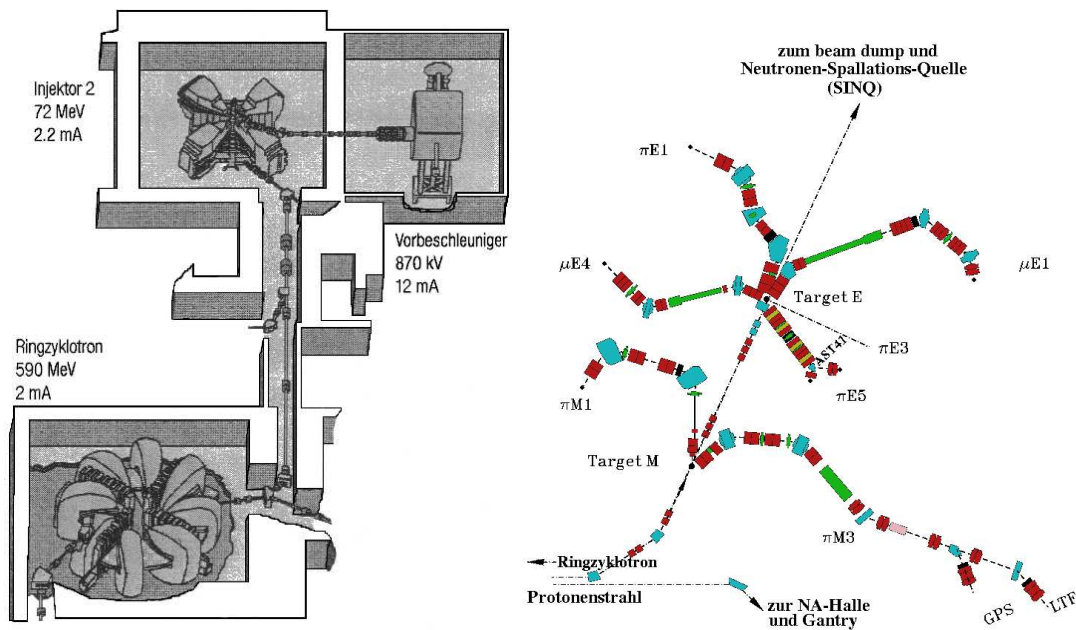 Injektor 2
72 MeV
2.2 mA
Vorbeschleuniger
870 kV
12 mA
Ringzyklotron
590 MeV
2 mA
zum beam dump und
Neutronen-Spallations-Quelle
(SINQ)
πE1
μE4
μE1
Target E
πE3
AST41
πE5
πM1
Target M
πM3
Ringzyklotron
Protonenstrahl
zur NA-Halle
und Gantry
GPS
LTF